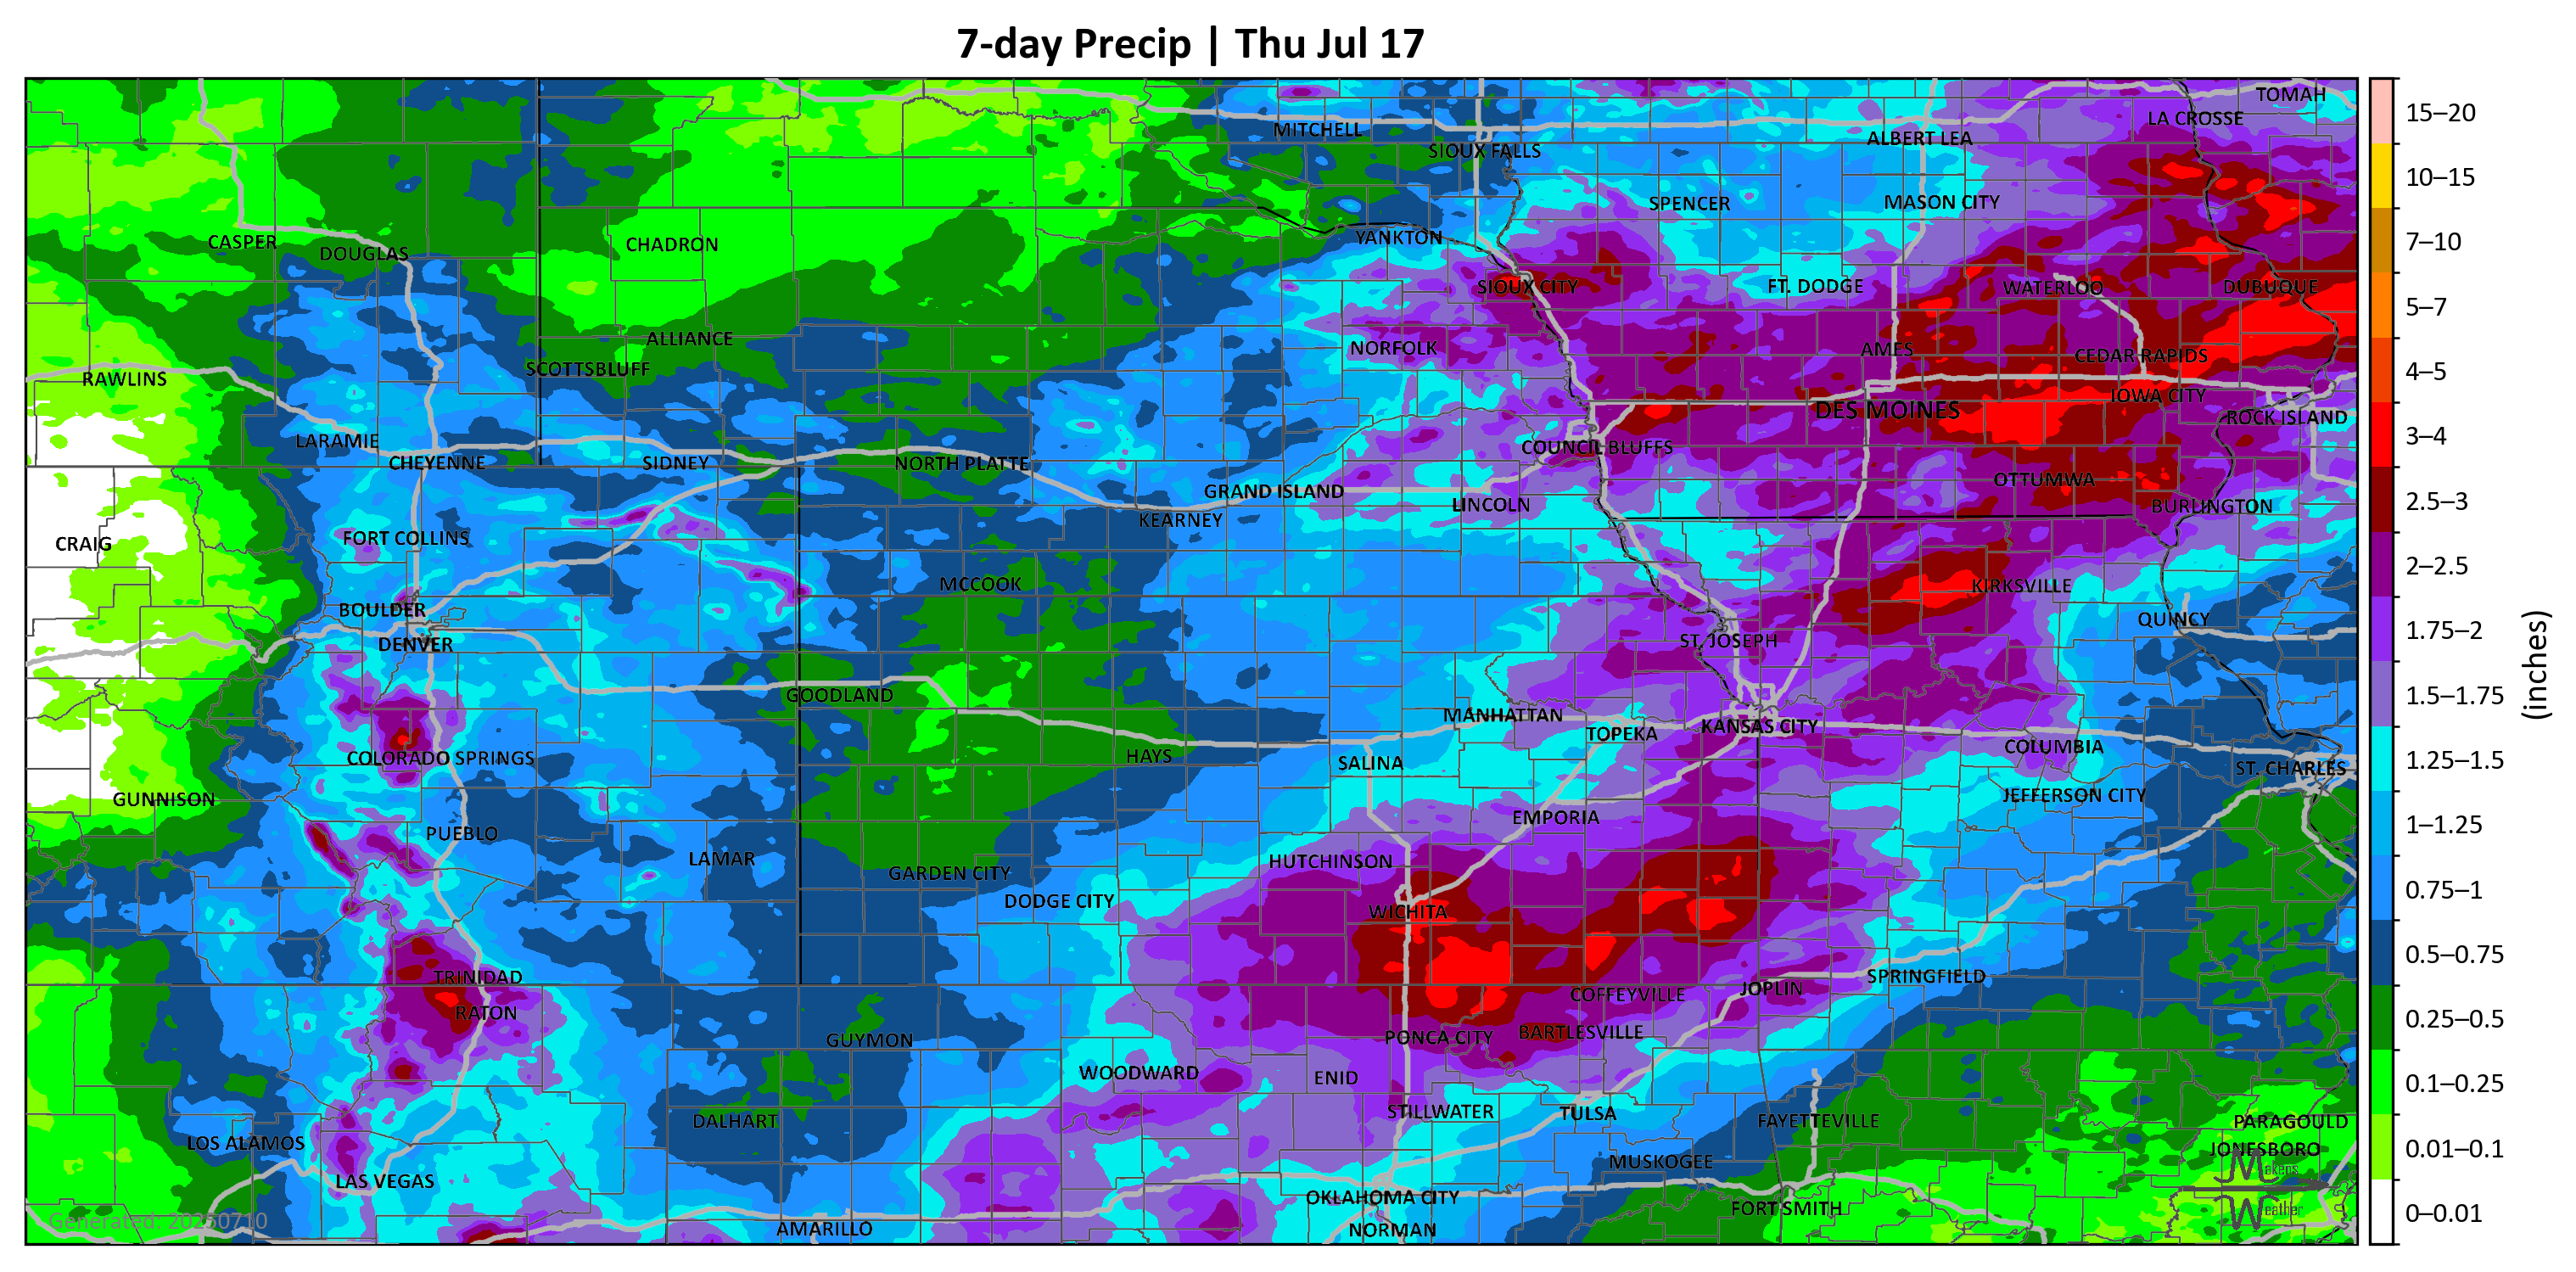 7-day Precip | Thu Jul 17
TOMAH
LA CROSSE
MITCHELL
ALBERT LEA
SIOUX FALLS
SPENCER
MASON CITY
CASPER
DOUGLAS
CHADRON
YANKTON
SIOUX CITY
FT. DODGE
WATERLOO
DUBUQUE
ALLIANCE
NORFOLK
AMES
CEDAR RAPIDS
SCOTTSBLUFF
RAWLINS
IOWA CITY
DES MOINES
ROCK ISLAND
LARAMIE
COUNCIL BLUFFS
CHEYENNE
SIDNEY
NORTH PLATTE
OTTUMWA
GRAND ISLAND
LINCOLN
BURLINGTON
KEARNEY
CRAIG
FORT COLLINS
MCCOOK
KIRKSVILLE
BOULDER
QUINCY
DENVER
ST. JOSEPH
GOODLAND
MANHATTAN
KANSAS CITY
TOPEKA
COLUMBIA
COLORADO SPRINGS
HAYS
SALINA
ST. CHARLES
GUNNISON
JEFFERSON CITY
PUEBLO
EMPORIA
LAMAR
HUTCHINSON
GARDEN CITY
DODGE CITY
WICHITA
TRINIDAD
SPRINGFIELD
JOPLIN
COFFEYVILLE
RATON
GUYMON
PONCA CITY
BARTLESVILLE
WOODWARD
ENID
STILLWATER
TULSA
DALHART
FAYETTEVILLE
PARAGOULD
LOS ALAMOS
JONESBORO
MUSKOGEE
Makens
LAS VEGAS
OKLAHOMA CITY
FORT SMITH
Weather
Generated: 20250710
AMARILLO
NORMAN
15–20
10–15
7–10
5–7
4–5
3–4
2.5–3
2–2.5
1.75–2
1.5–1.75
1.25–1.5
1–1.25
0.75–1
0.5–0.75
0.25–0.5
0.1–0.25
0.01–0.1
0–0.01
(inches)